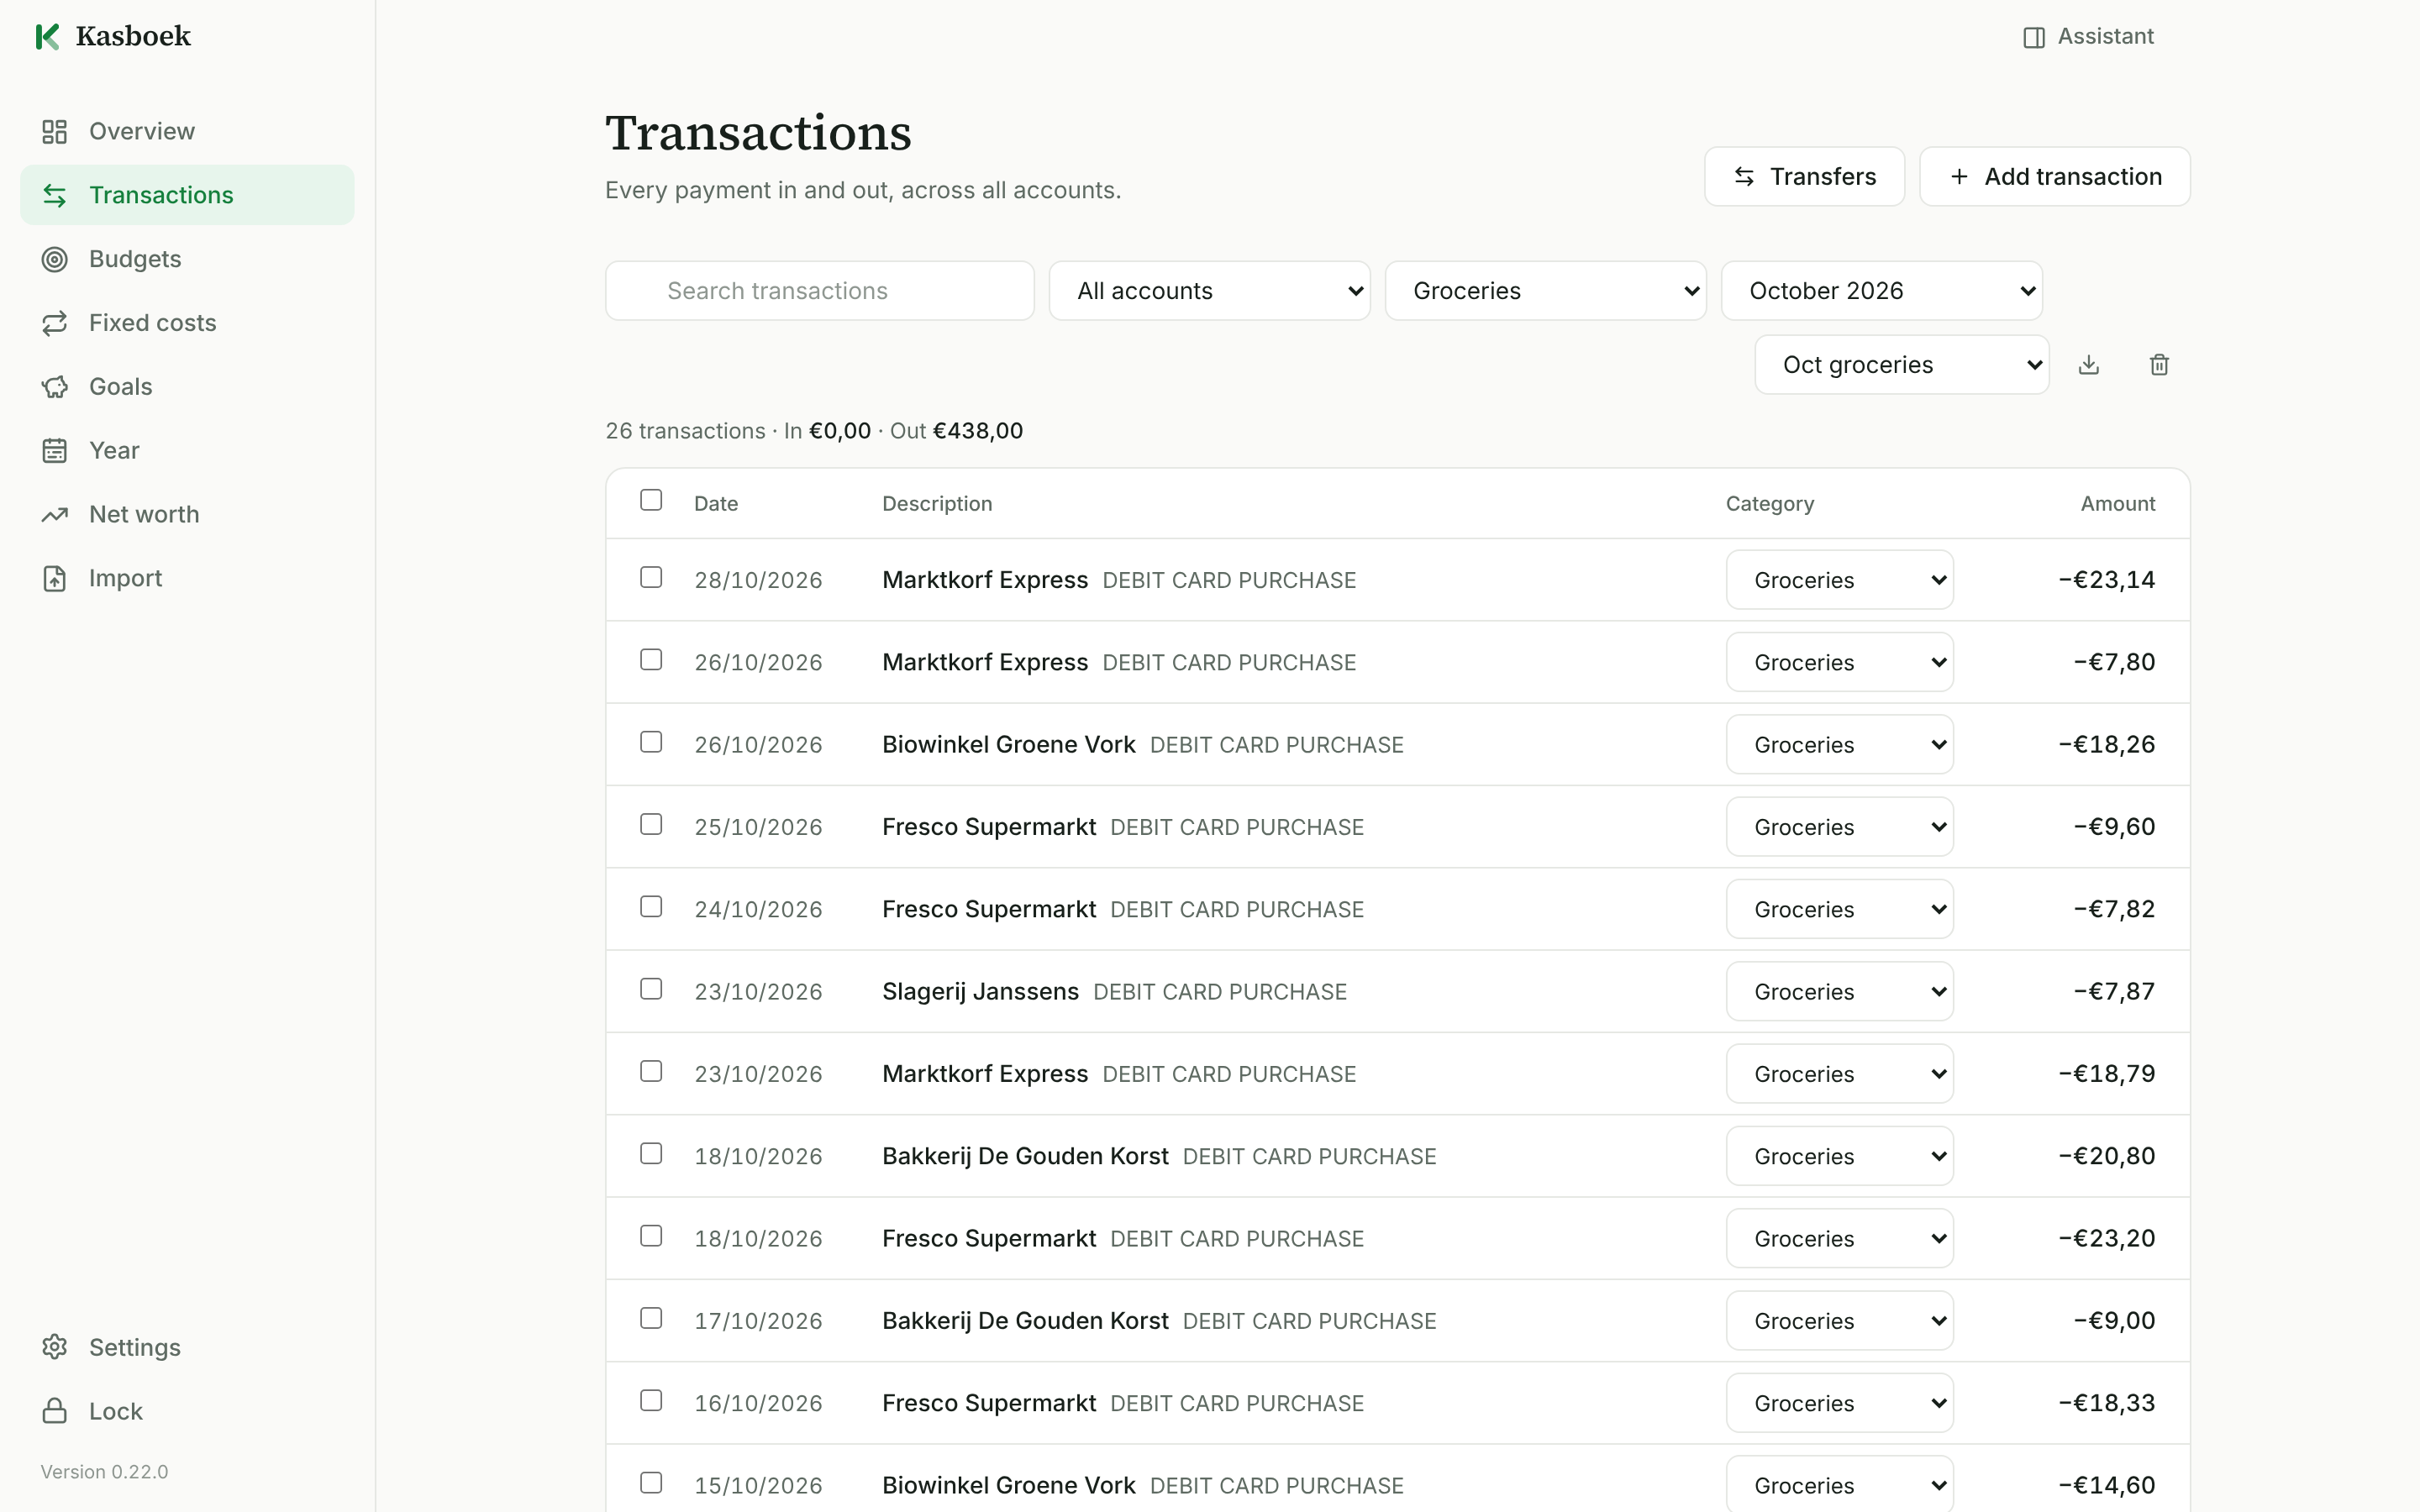 Kasboek
Assistant
Overview
Transactions
Budgets
Fixed costs
Goals
Year
Net worth
Import
Settings
Lock
Version 0.22.0
Transactions
Every payment in and out, across all accounts.
Transfers
Add transaction
Search transactions
All accounts
Groceries
October 2026
Oct groceries
26 transactions · In €0,00 · Out €438,00
Date Description Category Amount
28/10/2026 Marktkorf Express DEBIT CARD PURCHASE Groceries −€23,14
26/10/2026 Marktkorf Express DEBIT CARD PURCHASE Groceries −€7,80
26/10/2026 Biowinkel Groene Vork DEBIT CARD PURCHASE Groceries −€18,26
25/10/2026 Fresco Supermarkt DEBIT CARD PURCHASE Groceries −€9,60
24/10/2026 Fresco Supermarkt DEBIT CARD PURCHASE Groceries −€7,82
23/10/2026 Slagerij Janssens DEBIT CARD PURCHASE Groceries −€7,87
23/10/2026 Marktkorf Express DEBIT CARD PURCHASE Groceries −€18,79
18/10/2026 Bakkerij De Gouden Korst DEBIT CARD PURCHASE Groceries −€20,80
18/10/2026 Fresco Supermarkt DEBIT CARD PURCHASE Groceries −€23,20
17/10/2026 Bakkerij De Gouden Korst DEBIT CARD PURCHASE Groceries −€9,00
16/10/2026 Fresco Supermarkt DEBIT CARD PURCHASE Groceries −€18,33
15/10/2026 Biowinkel Groene Vork DEBIT CARD PURCHASE Groceries −€14,60